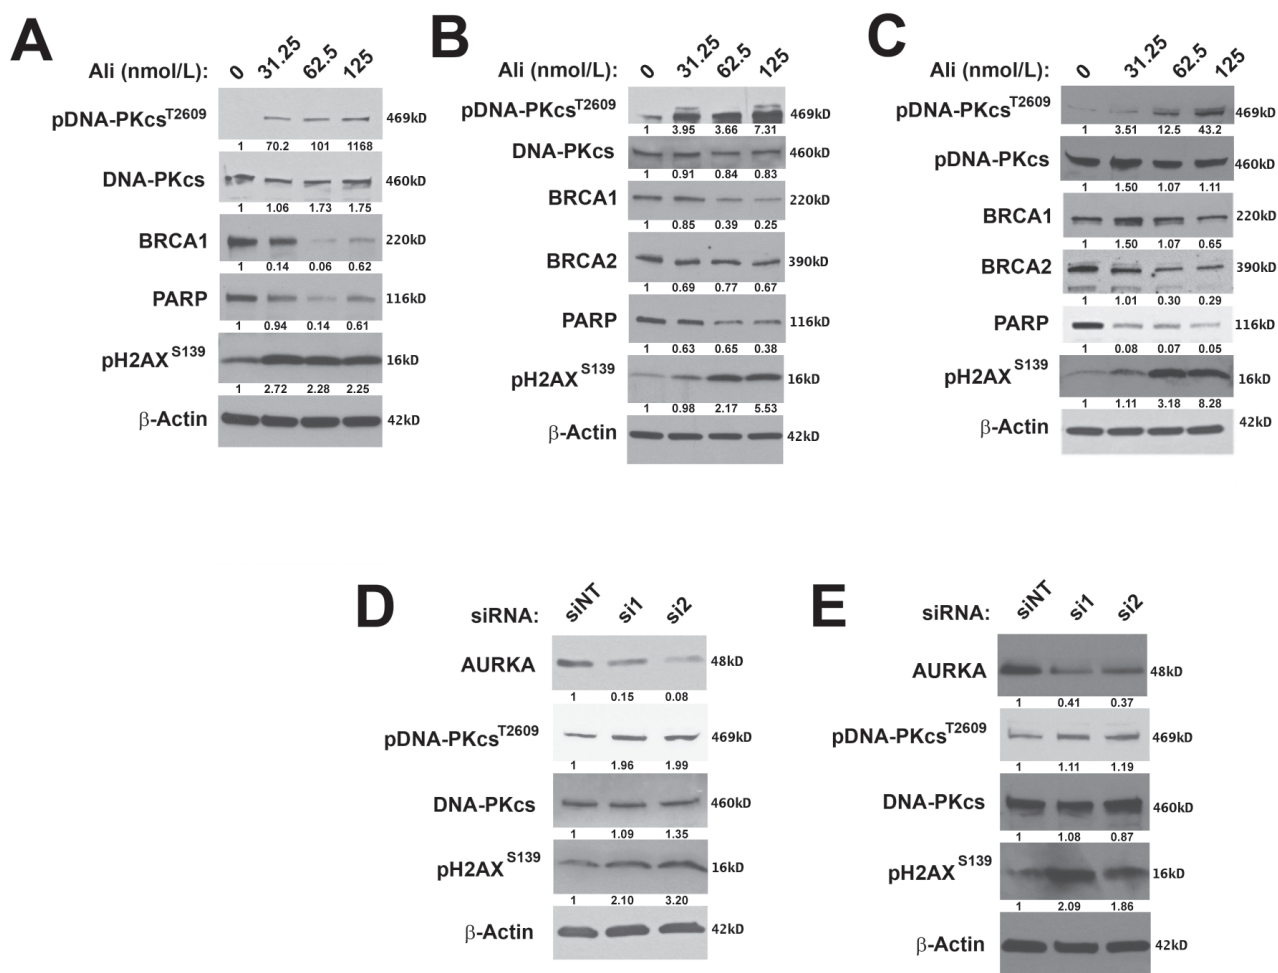 A
Ali (nmol/L): 0 31.25 62.5 125
pDNA-PKcsT2609 469kD
1 70.2 101 1168
DNA-PKcs 460kD
1 1.06 1.73 1.75
BRCA1 220kD
1 0.14 0.06 0.62
PARP 116kD
1 0.94 0.14 0.61
pH2AX S139 16kD
1 2.72 2.28 2.25
β-Actin 42kD
B
Ali (nmol/L): 0 31.25 62.5 125
pDNA-PKcsT2609 469kD
1 3.95 3.66 7.31
DNA-PKcs 460kD
1 0.91 0.84 0.83
BRCA1 220kD
1 0.85 0.39 0.25
BRCA2 390kD
1 0.69 0.77 0.67
PARP 116kD
1 0.63 0.65 0.38
pH2AX S139 16kD
1 0.98 2.17 5.53
β-Actin 42kD
C
Ali (nmol/L): 0 31.25 62.5 125
pDNA-PKcsT2609 469kD
1 3.51 12.5 43.2
pDNA-PKcs 460kD
1 1.50 1.07 1.11
BRCA1 220kD
1 1.50 1.07 0.65
BRCA2 390kD
1 1.01 0.30 0.29
PARP 116kD
1 0.08 0.07 0.05
pH2AX S139 16kD
1 1.11 3.18 8.28
β-Actin 42kD
D
siRNA: siNT si1 si2
AURKA 48kD
1 0.15 0.08
pDNA-PKcsT2609 469kD
1 1.96 1.99
DNA-PKcs 460kD
1 1.09 1.35
pH2AX S139 16kD
1 2.10 3.20
β-Actin 42kD
E
siRNA: siNT si1 si2
AURKA 48kD
1 0.41 0.37
pDNA-PKcsT2609 469kD
1 1.11 1.19
DNA-PKcs 460kD
1 1.08 0.87
pH2AX S139 16kD
1 2.09 1.86
β-Actin 42kD